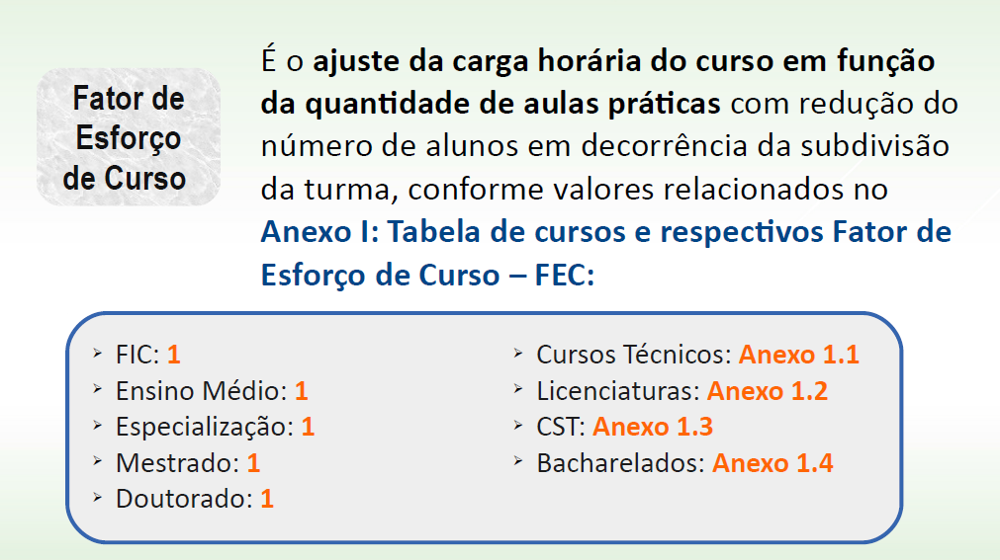 Fator de
Esforço
de Curso
É o ajuste da carga horária do curso em função
da quantidade de aulas práticas com redução do
número de alunos em decorrência da subdivisão
da turma, conforme valores relacionados no
Anexo I: Tabela de cursos e respectivos Fator de
Esforço de Curso – FEC:
➢ FIC: 1
➢ Ensino Médio: 1
➢ Especialização: 1
➢ Mestrado: 1
➢ Doutorado: 1
➢ Cursos Técnicos: Anexo 1.1
➢ Licenciaturas: Anexo 1.2
➢ CST: Anexo 1.3
➢ Bacharelados: Anexo 1.4